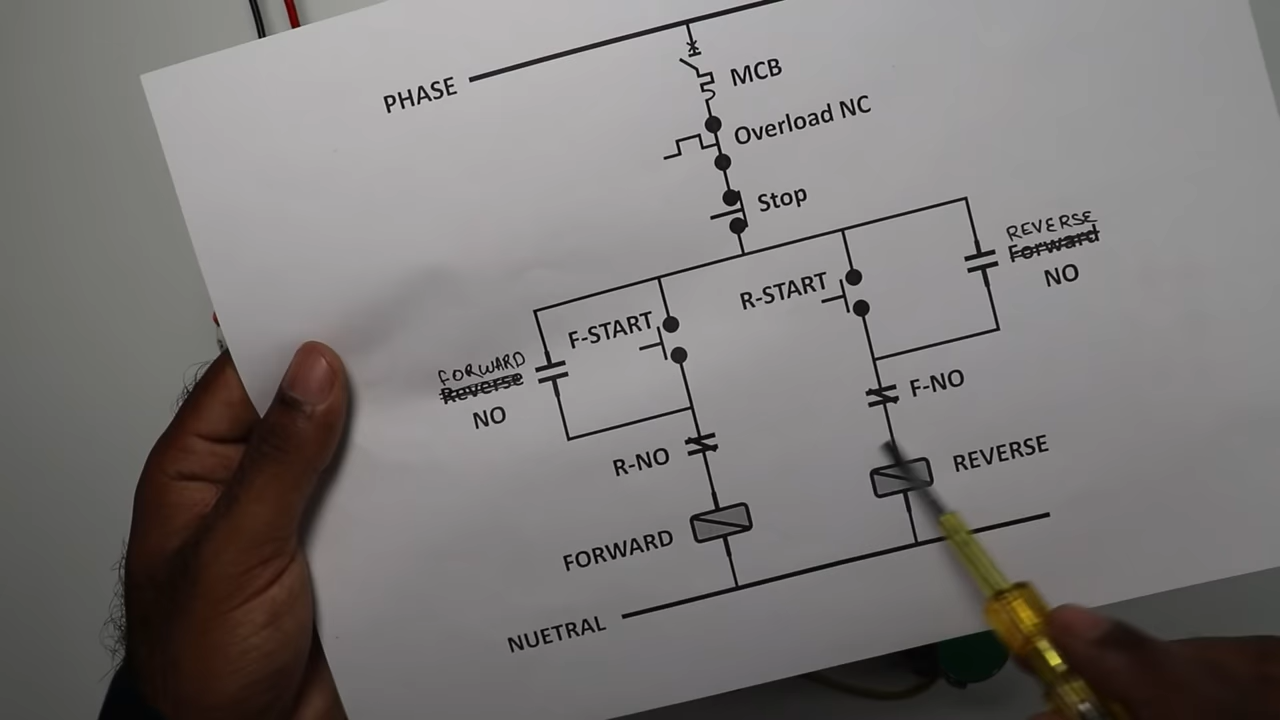 PHASE
MCB
Overload NC
Stop
REVERSE
Forward
NO
R-START
F-START
FORWARD
Reverse
NO
F-NO
R-NO
REVERSE
FORWARD
NUETRAL